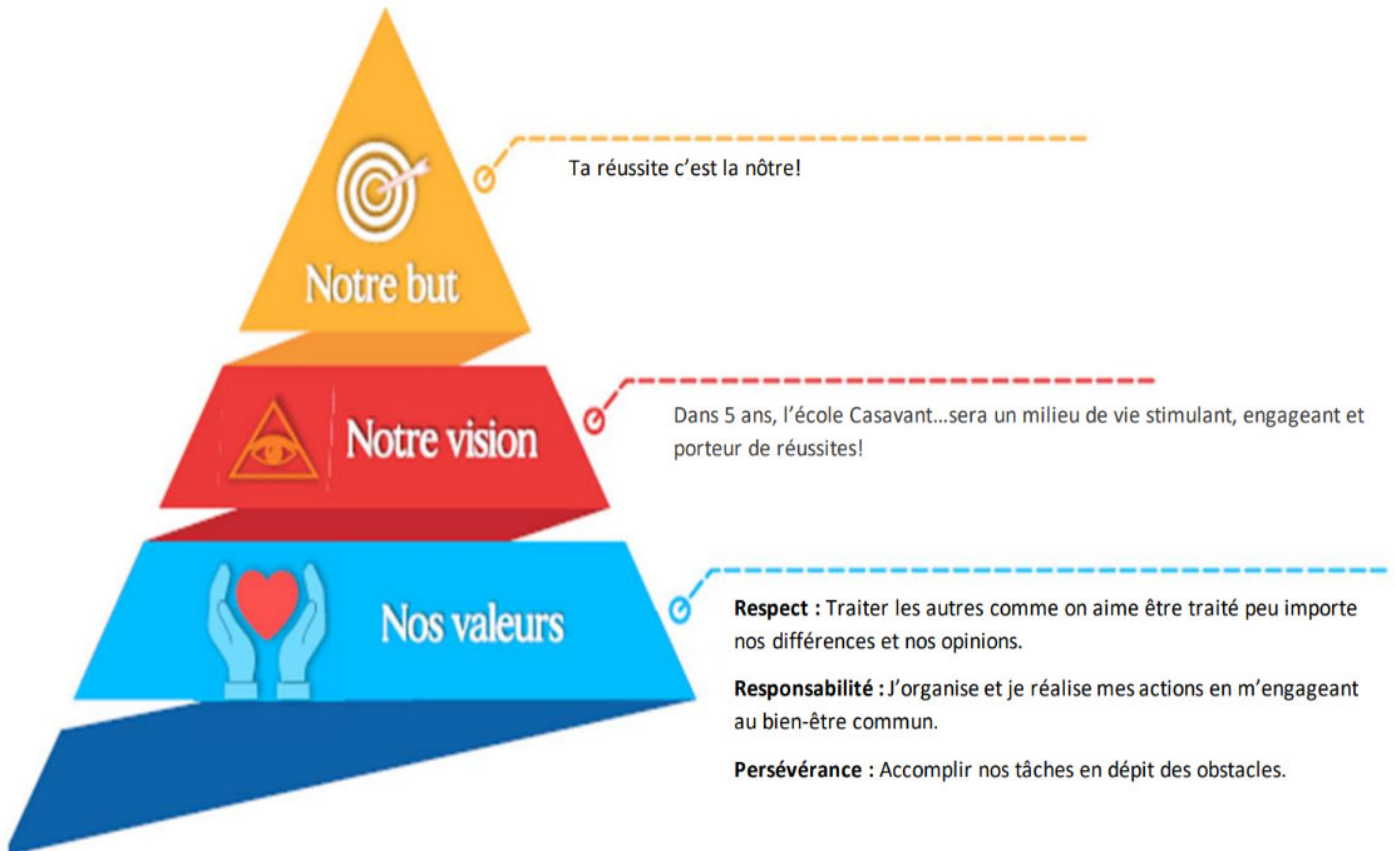 Notre but
Ta réussite c’est la nôtre!
Notre vision
Dans 5 ans, l’école Casavant...sera un milieu de vie stimulant, engageant et
porteur de réussites!
Nos valeurs
Respect : Traiter les autres comme on aime être traité peu importe
nos différences et nos opinions.
Responsabilité : J’organise et je réalise mes actions en m’engageant
au bien-être commun.
Persévérance : Accomplir nos tâches en dépit des obstacles.